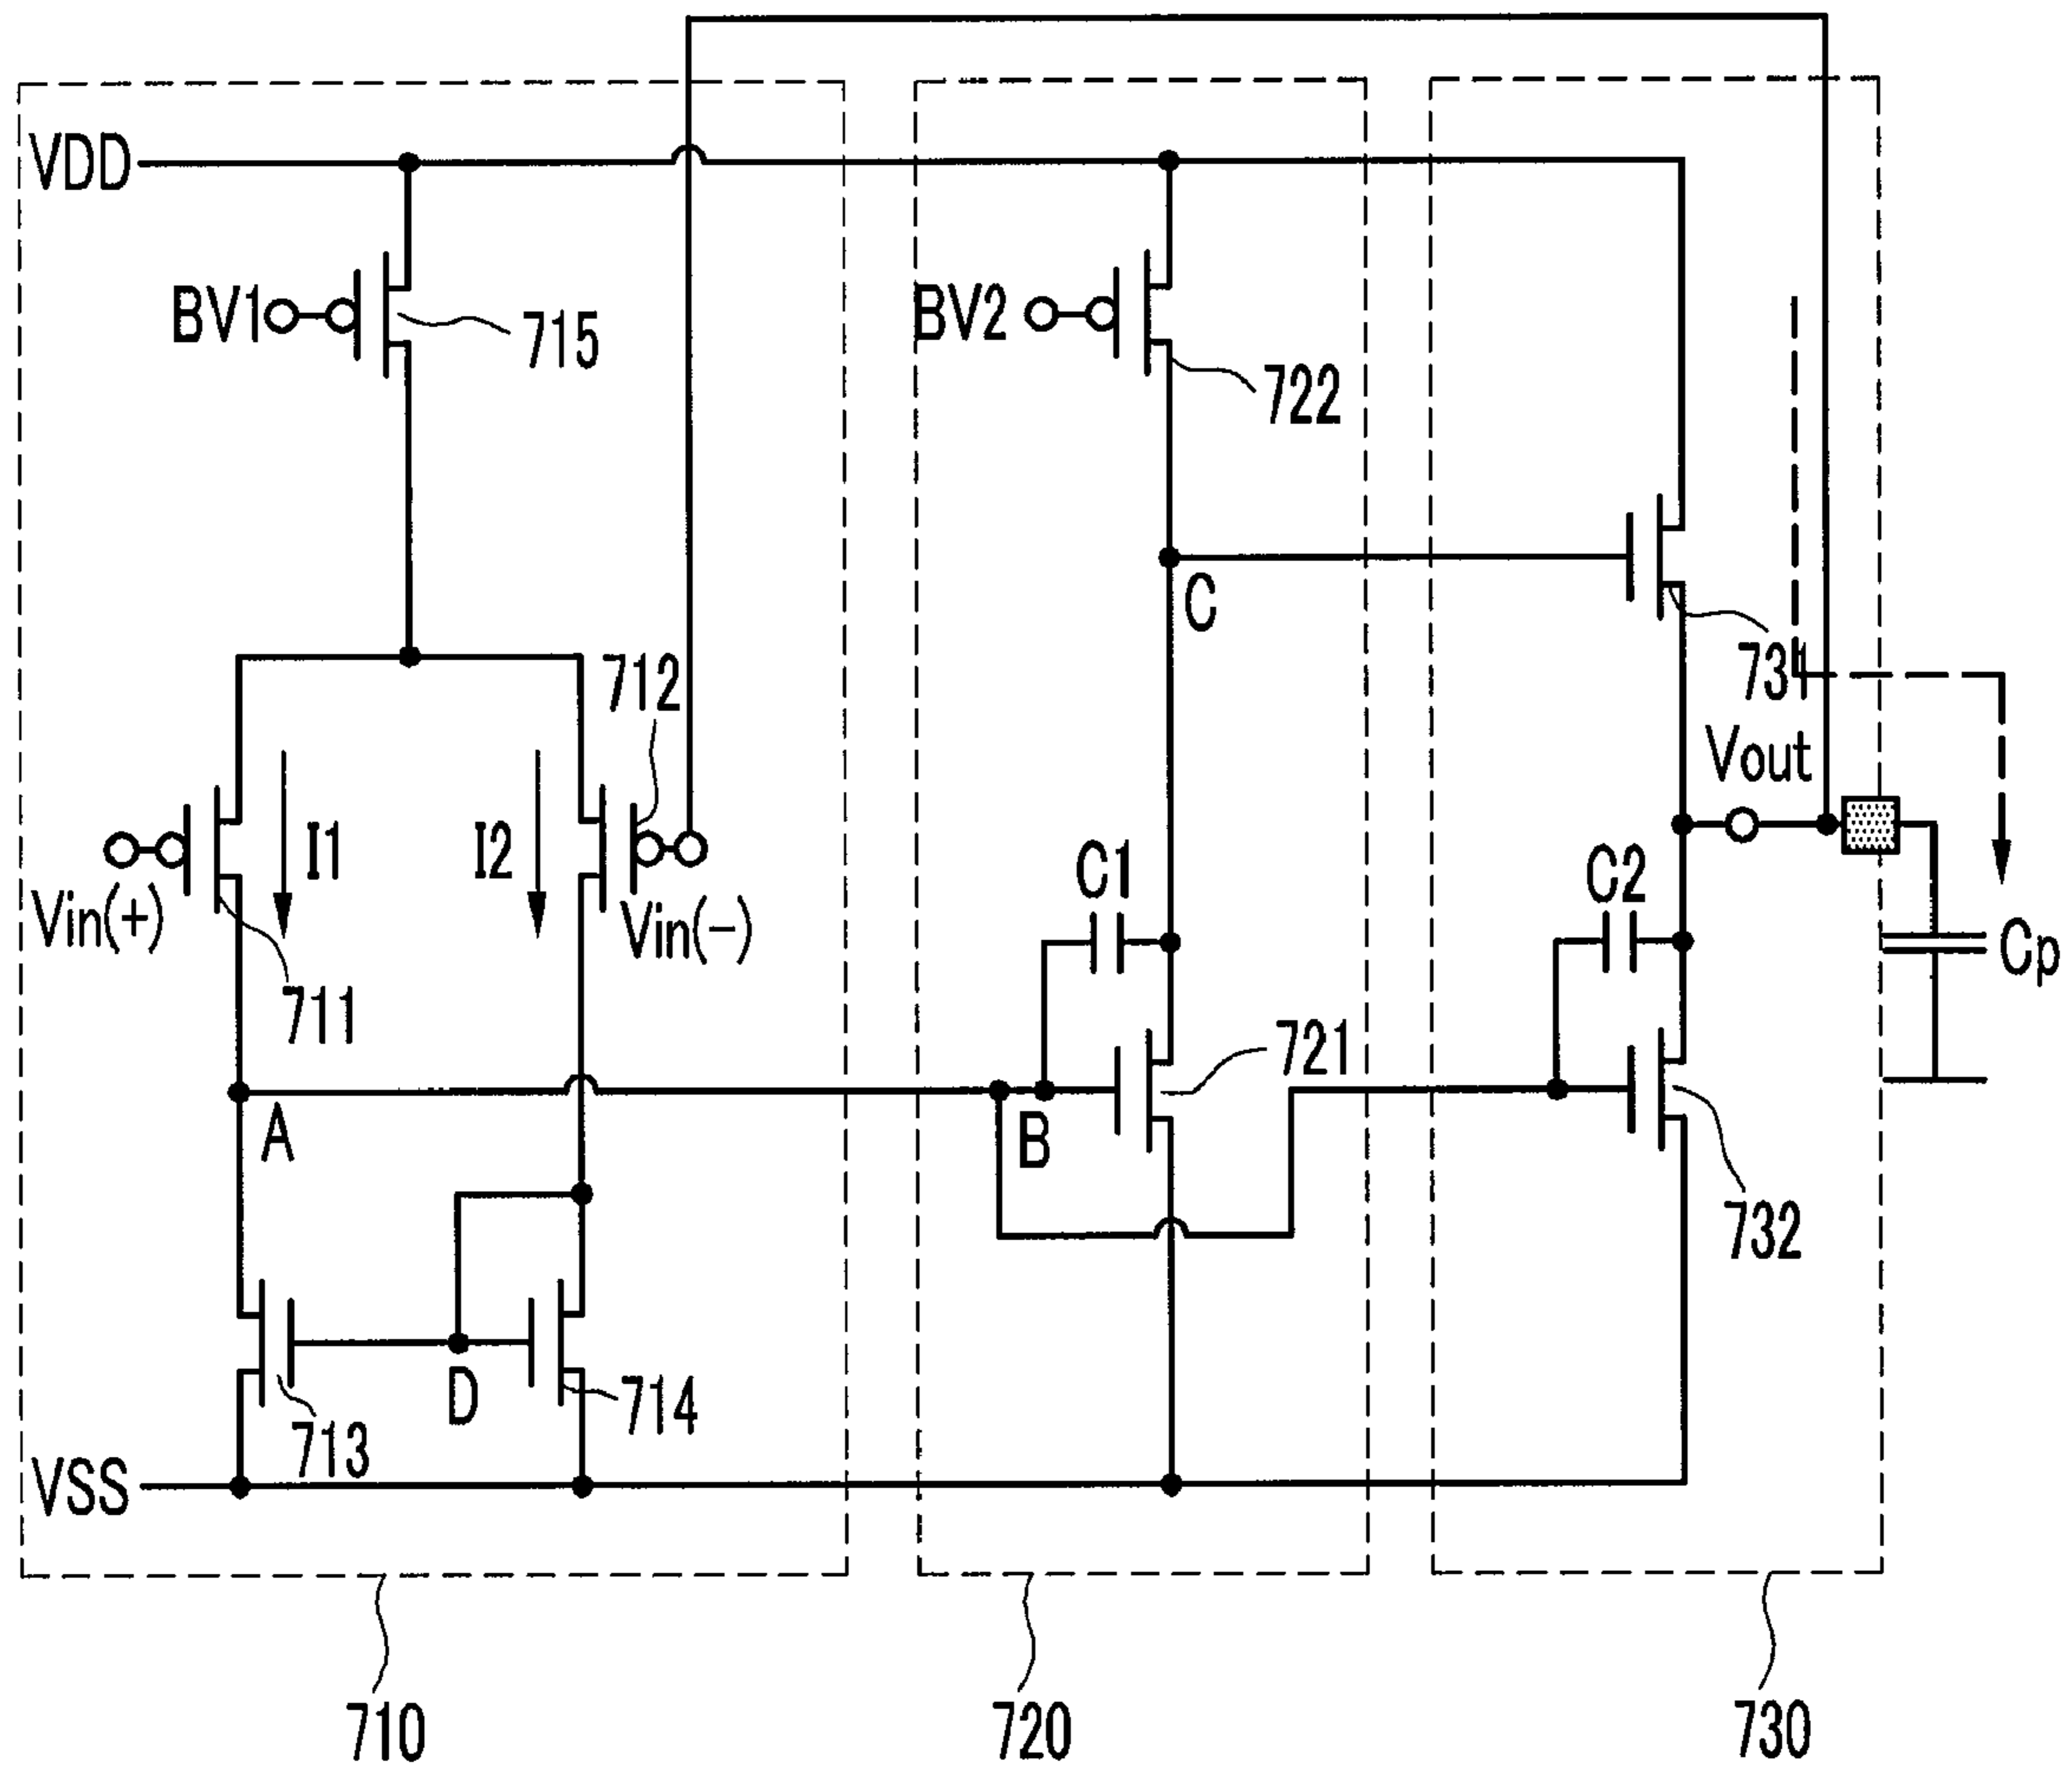 VDD
BV1
715
BV2
722
C
712
731
Vout
I1
I2
Vin(+)
Vin(-)
711
C1
C2
Cp
721
A
B
732
D
713
714
VSS
710
720
730